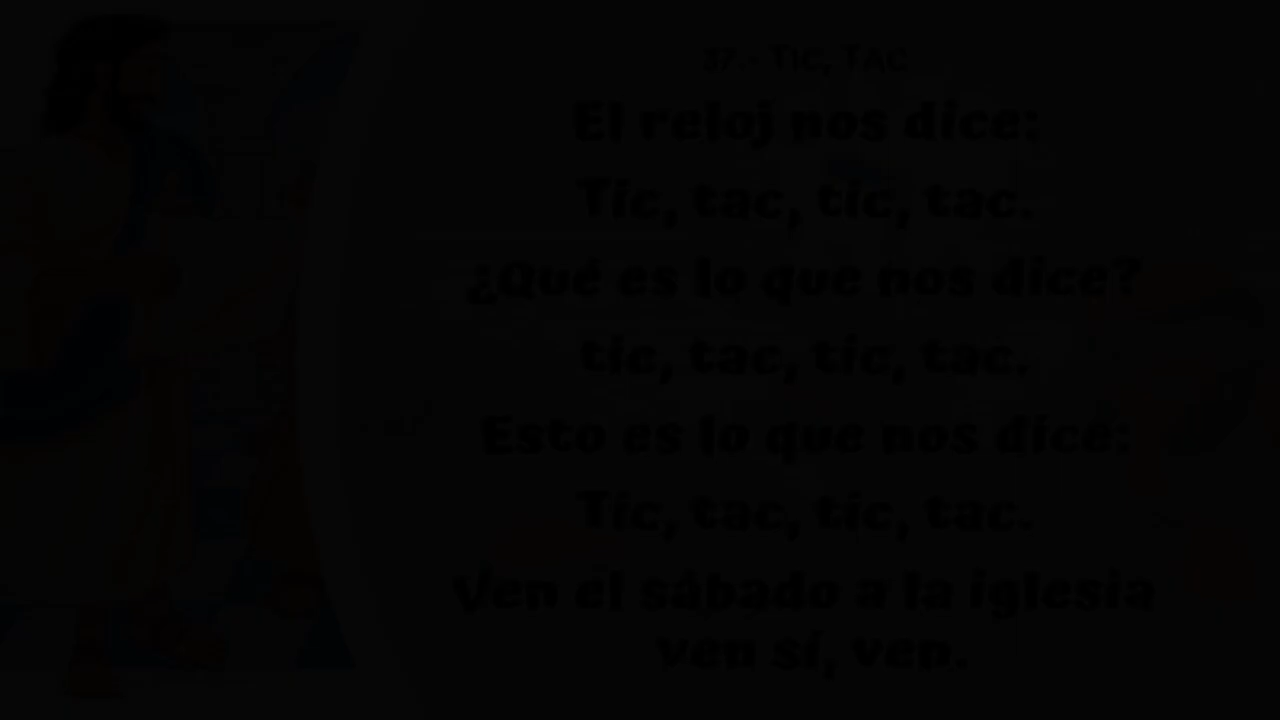 37.- TIC, TAC
El reloj nos dice:
Tic, tac, tic, tac.
¿Qué es lo que nos dice?
tic, tac, tic, tac.
Esto es lo que nos dice:
Tic, tac, tic, tac.
Ven el sábado a la iglesia
ven sí, ven.